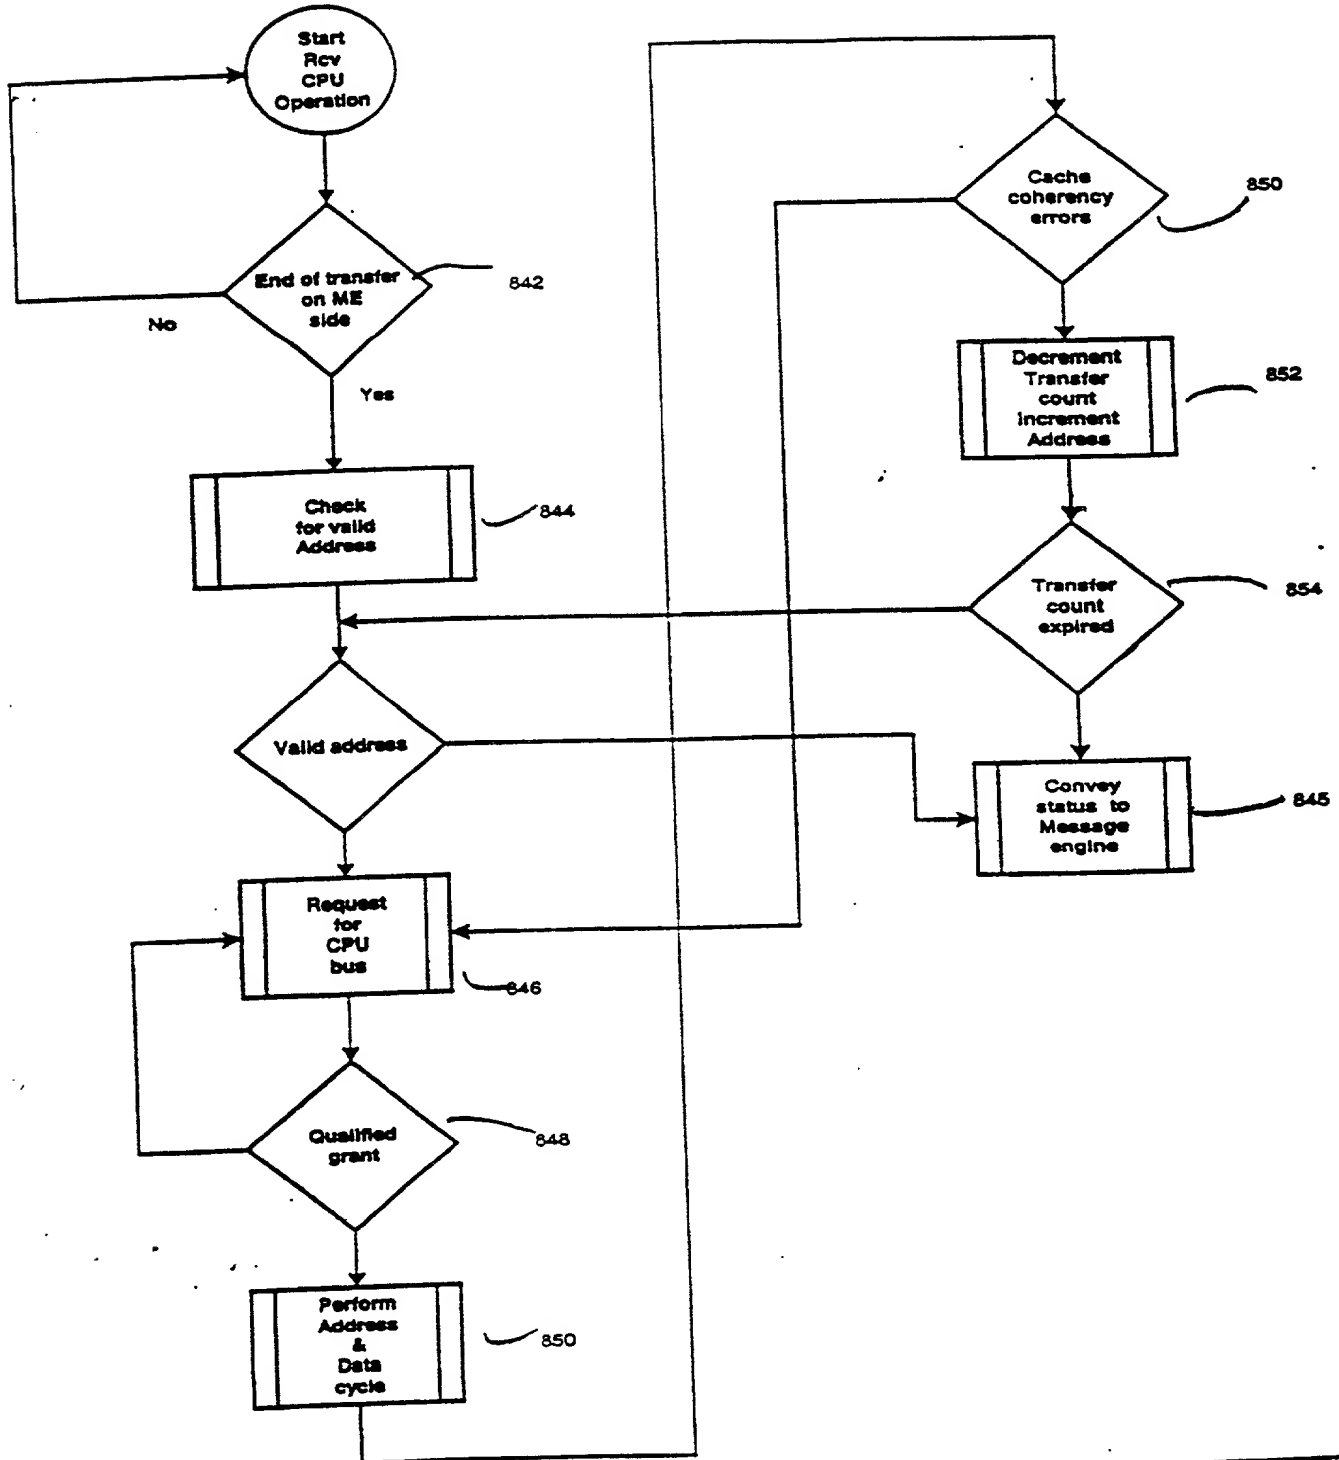 Start
Rcv
CPU
Operation
End of transfer
on ME
side
842
No
Yes
Check
for valid
Address
844
Valid address
Request
for
CPU
bus
846
Qualified
grant
848
Perform
Address
&
Data
cycle
850
Cache
coherency
errors
850
Decrement
Transfer
count
Increment
Address
852
Transfer
count
expired
854
Convey
status to
Message
engine
845